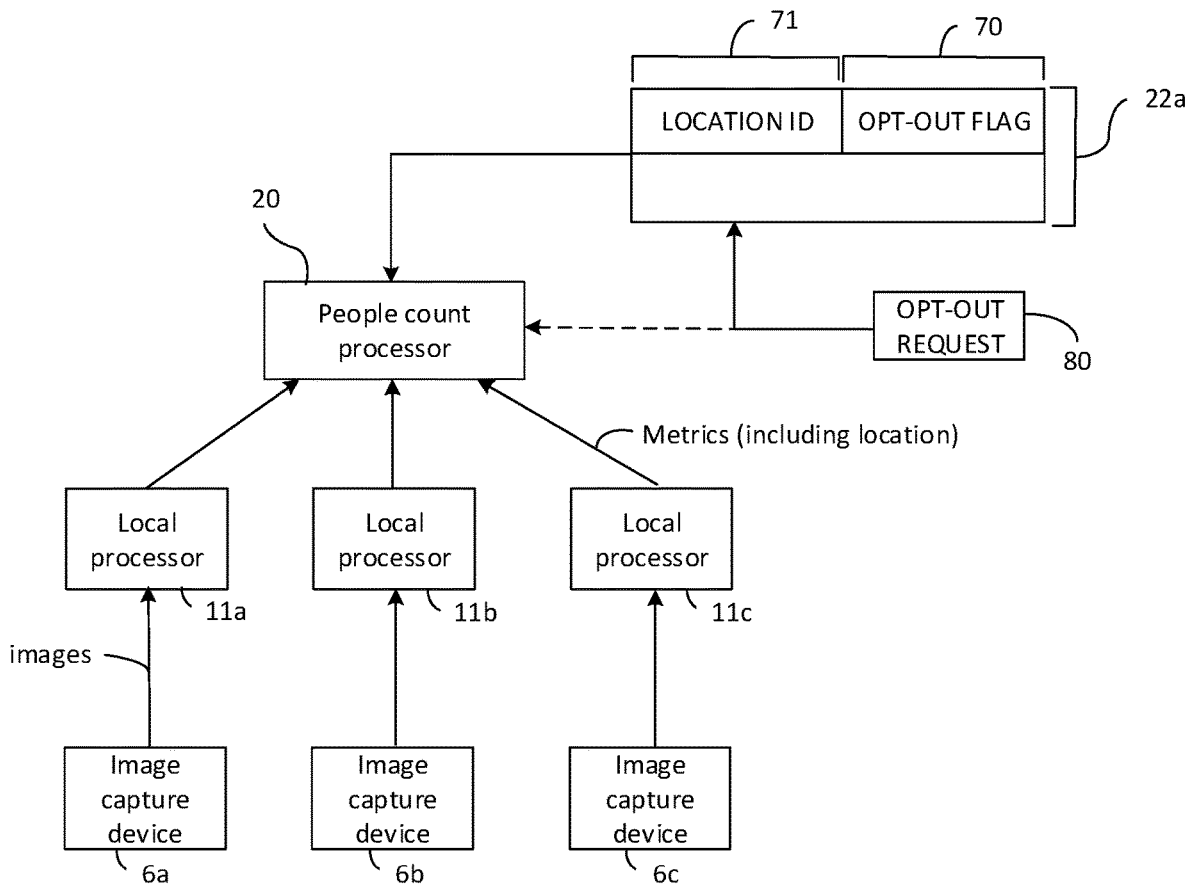 71
70
LOCATION ID
OPT-OUT FLAG
22a
20
People count
processor
OPT-OUT
REQUEST
80
Metrics (including location)
Local
processor
Local
processor
Local
processor
11a
11b
11c
images
Image
capture
device
Image
capture
device
Image
capture
device
6a
6b
6c